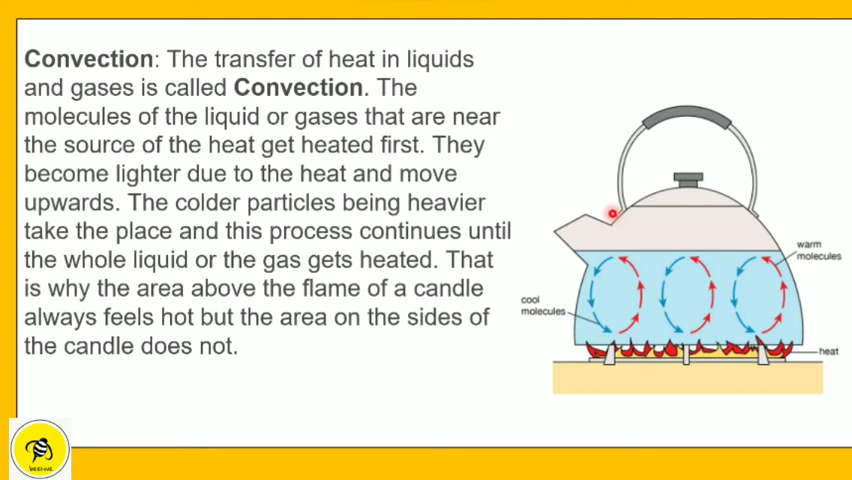 Convection: The transfer of heat in liquids
and gases is called Convection. The
molecules of the liquid or gases that are near
the source of the heat get heated first. They
become lighter due to the heat and move
upwards. The colder particles being heavier
take the place and this process continues until
the whole liquid or the gas gets heated. That
is why the area above the flame of a candle
always feels hot but the area on the sides of
the candle does not.
warm
molecules
cool
molecules
heat